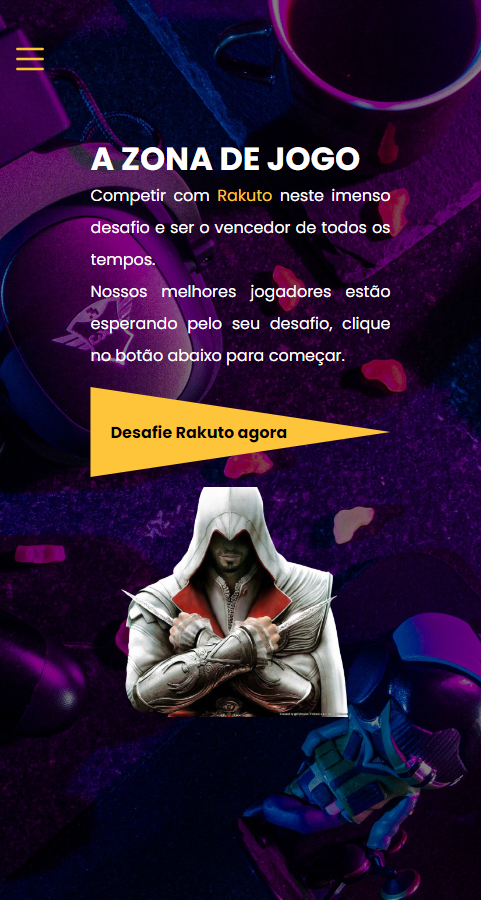 A ZONA DE JOGO
Competir com Rakuto neste imenso
desafio e ser o vencedor de todos os
tempos.
Nossos melhores jogadores estão
esperando pelo seu desafio, clique
no botão abaixo para começar.
Desafie Rakuto agora